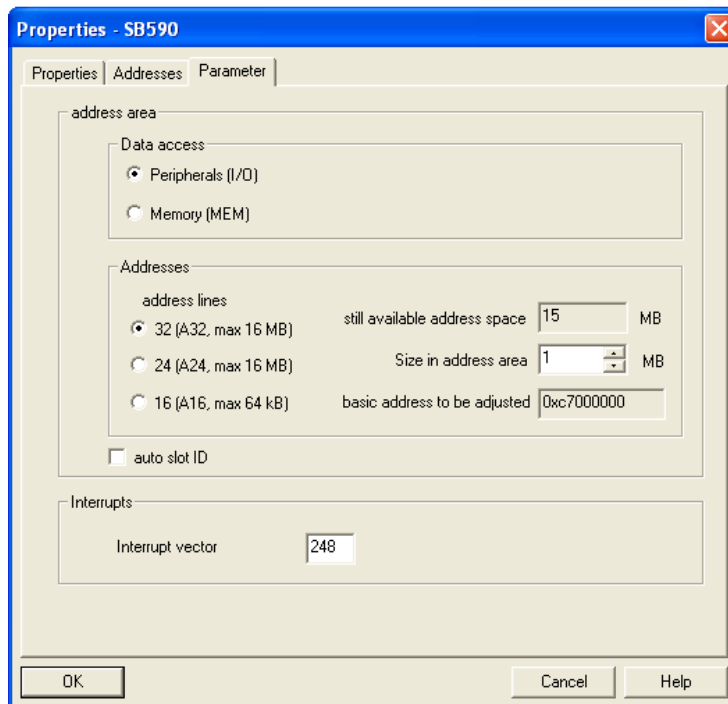 Properties - SB590
Properties Addresses Parameter
address area
Data access
Peripherals (I/O)
Memory (MEM)
Addresses
address lines
32 (A32, max 16 MB)
still available address space 15 MB
24 (A24, max 16 MB)
Size in address area 1 MB
16 (A16, max 64 kB)
basic address to be adjusted 0xc7000000
auto slot ID
Interrupts
Interrupt vector 248
OK Cancel Help